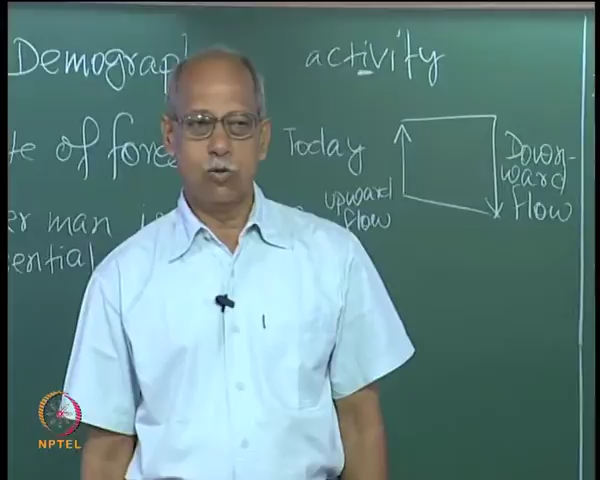 Demograp activity
te of fore Today
Down-
ward
flow
upward
flow
er man
ential
NPTEL